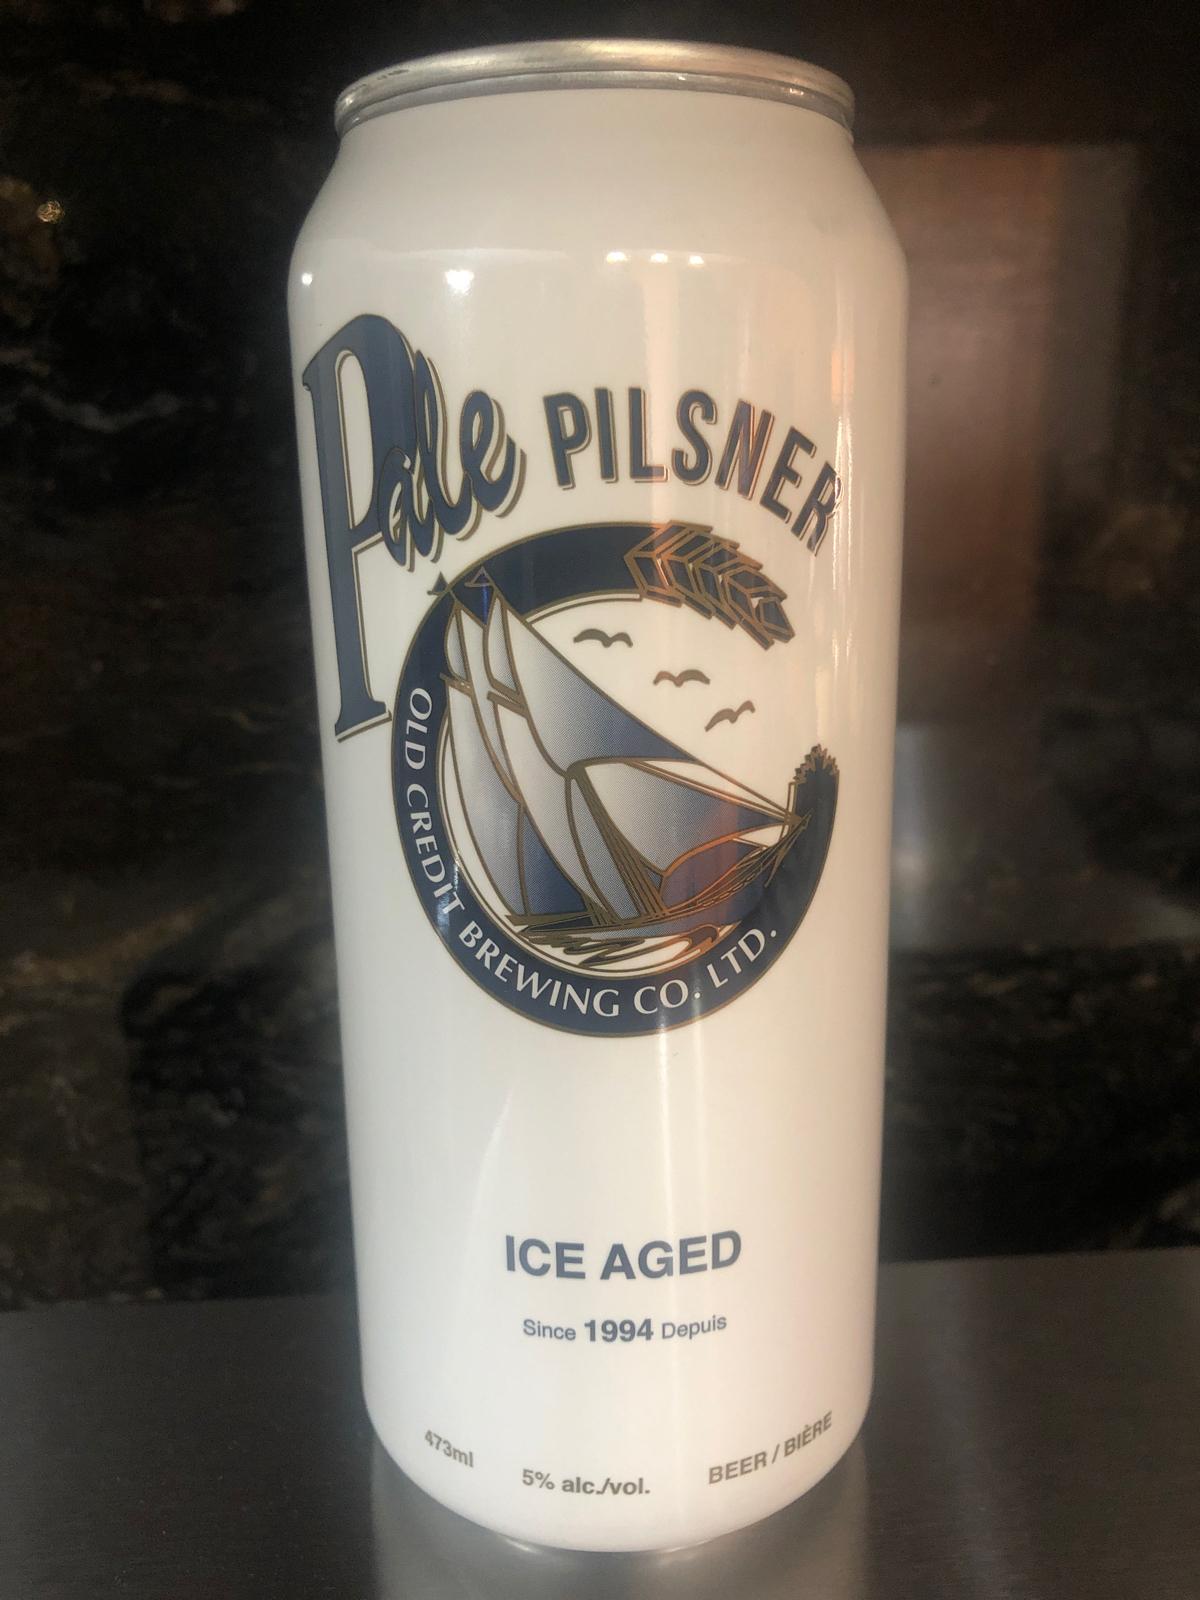 Pale PILSNER
OLD CREDIT BREWING CO. LTD.
ICE AGED
Since 1994 Depuis
473ml
5% alc./vol.
BEER / BIÈRE